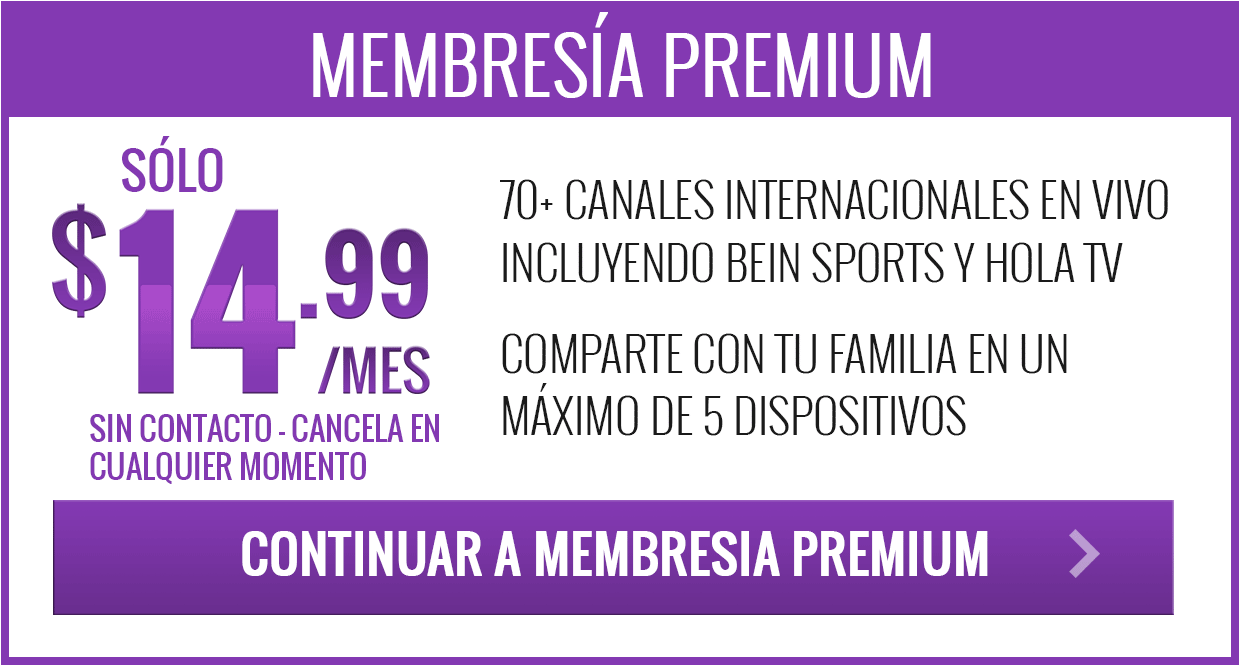 MEMBRESÍA PREMIUM
SÓLO
$14.99
/MES
SIN CONTACTO - CANCELA EN
CUALQUIER MOMENTO
70+ CANALES INTERNACIONALES EN VIVO
INCLUYENDO BEIN SPORTS Y HOLA TV
COMPARTE CON TU FAMILIA EN UN
MÁXIMO DE 5 DISPOSITIVOS
CONTINUAR A MEMBRESIA PREMIUM